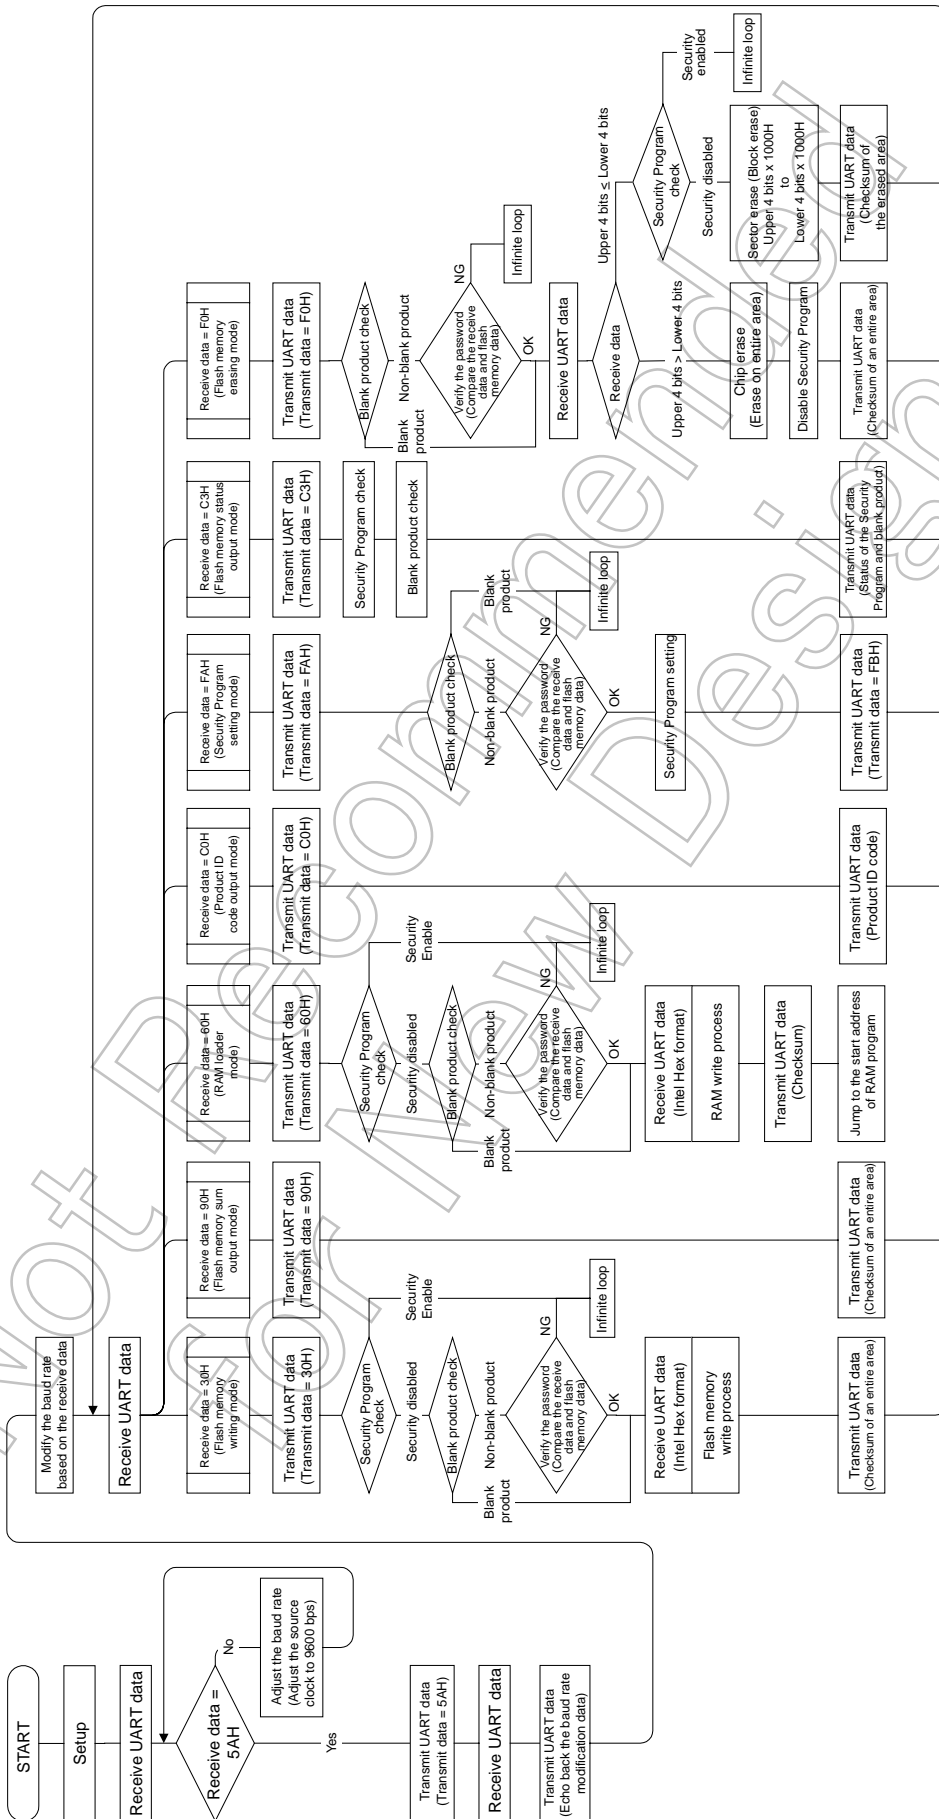 START
Setup
Receive UART data
Receive data =
5AH
No
Adjust the baud rate
(Adjust the source
clock to 9600 bps)
Yes
Transmit UART data
(Transmit data = 5AH)
Receive UART data
Transmit UART data
(Echo back the baud rate
modification data)
Modify the baud rate
based on the receive data
Receive UART data
Receive data = 30H
(Flash memory
writing mode)
Transmit UART data
(Transmit data = 30H)
Security Program
check
Security
Enable
Security disabled
Blank product check
Blank
product
Non-blank product
Verify the password
(Compare the receive
data and flash
memory data)
NG
Infinite loop
OK
Receive UART data
(Intel Hex format)
Flash memory
write process
Transmit UART data
(Checksum of an entire area)
Receive data = 90H
(Flash memory sum
output mode)
Transmit UART data
(Transmit data = 90H)
Transmit UART data
(Checksum of an entire area)
Receive data = 60H
(RAM loader
mode)
Transmit UART data
(Transmit data = 60H)
Security Program
check
Security
Enable
Security disabled
Blank product check
Blank
product
Non-blank product
Verify the password
(Compare the receive
data and flash
memory data)
NG
Infinite loop
OK
Receive UART data
(Intel Hex format)
RAM write process
Transmit UART data
(Checksum)
Jump to the start address
of RAM program
Receive data = C0H
(Product ID
code output mode)
Transmit UART data
(Transmit data = C0H)
Transmit UART data
(Product ID code)
Receive data = FAH
(Security Program
setting mode)
Transmit UART data
(Transmit data = FAH)
Blank product check
Blank
product
Non-blank product
Verify the password
(Compare the receive
data and flash
memory data)
NG
Infinite loop
OK
Security Program setting
Transmit UART data
(Transmit data = FBH)
Receive data = C3H
(Flash memory status
output mode)
Transmit UART data
(Transmit data = C3H)
Security Program check
Blank product check
Transmit UART data
(Status of the Security
Program and blank product)
Receive data = F0H
(Flash memory
erasing mode)
Transmit UART data
(Transmit data = F0H)
Blank product check
Blank
product
Non-blank product
Verify the password
(Compare the receive
data and flash
memory data)
NG
Infinite loop
OK
Receive UART data
Receive data
Upper 4 bits > Lower 4 bits
Upper 4 bits ≤ Lower 4 bits
Chip erase
(Erase on entire area)
Disable Security Program
Transmit UART data
(Checksum of an entire area)
Security Program
check
Security
enabled
Infinite loop
Security disabled
Sector erase (Block erase)
Upper 4 bits x 1000H
to
Lower 4 bits x 1000H
Transmit UART data
(Checksum of
the erased area)
Not Recommended
for New Design